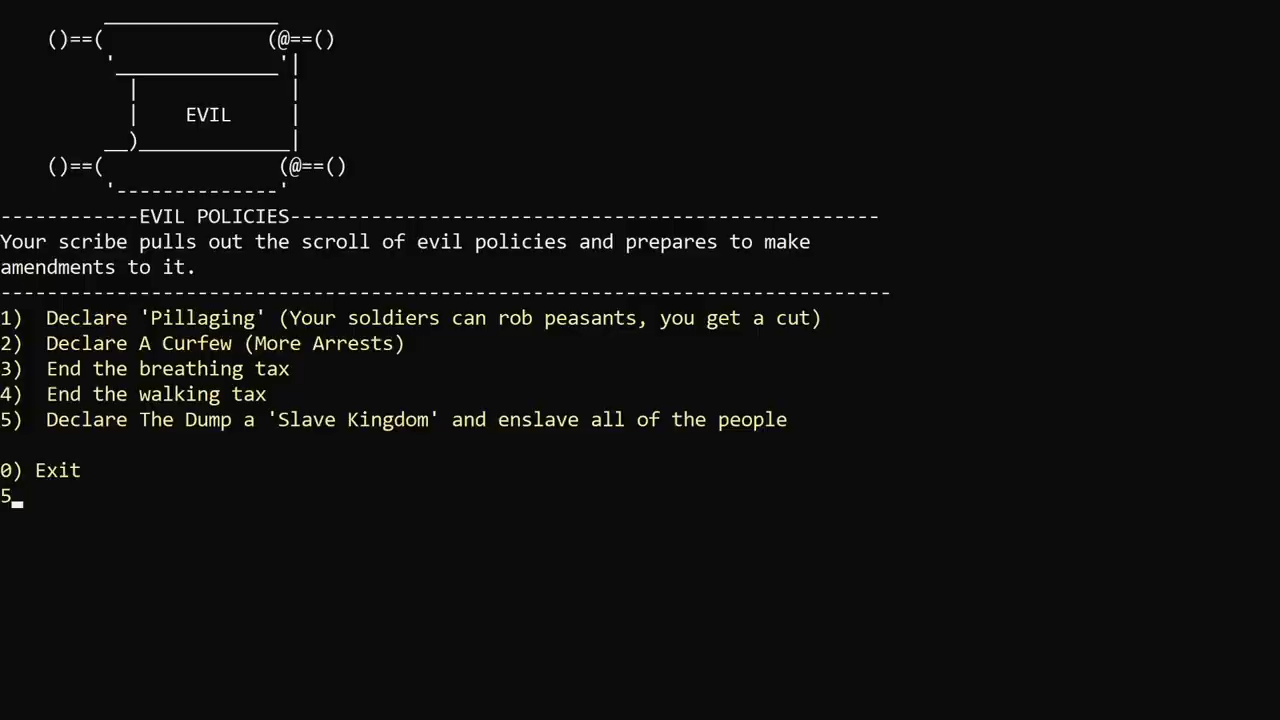 ()==(              (@==()
EVIL
()==(               (@==()
------------EVIL POLICIES---------------------------------------------------
Your scribe pulls out the scroll of evil policies and prepares to make
amendments to it.
-----------------------------------------------------------------------------
1)  Declare 'Pillaging' (Your soldiers can rob peasants, you get a cut)
2)  Declare A Curfew (More Arrests)
3)  End the breathing tax
4)  End the walking tax
5)  Declare The Dump a 'Slave Kingdom' and enslave all of the people
0) Exit
5